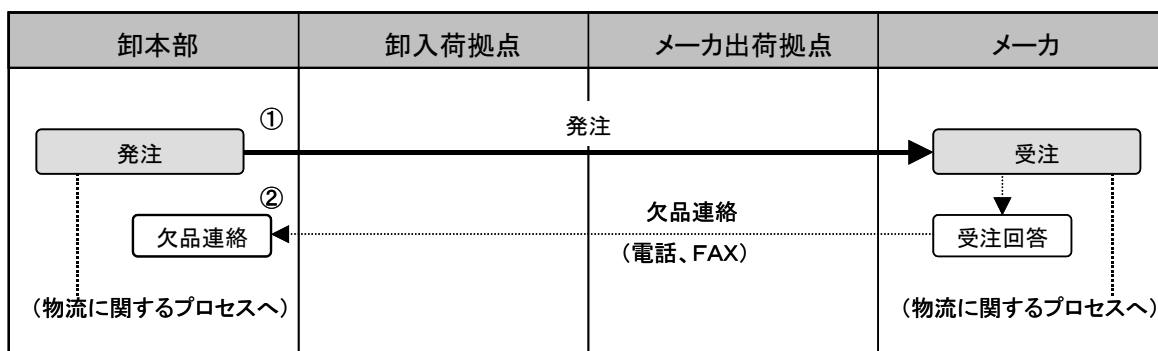 卸本部
卸入荷拠点
メーカ出荷拠点
メーカ
①
発注
発注
受注
②
欠品連絡
欠品連絡
(電話、FAX)
受注回答
(物流に関するプロセスへ)
(物流に関するプロセスへ)